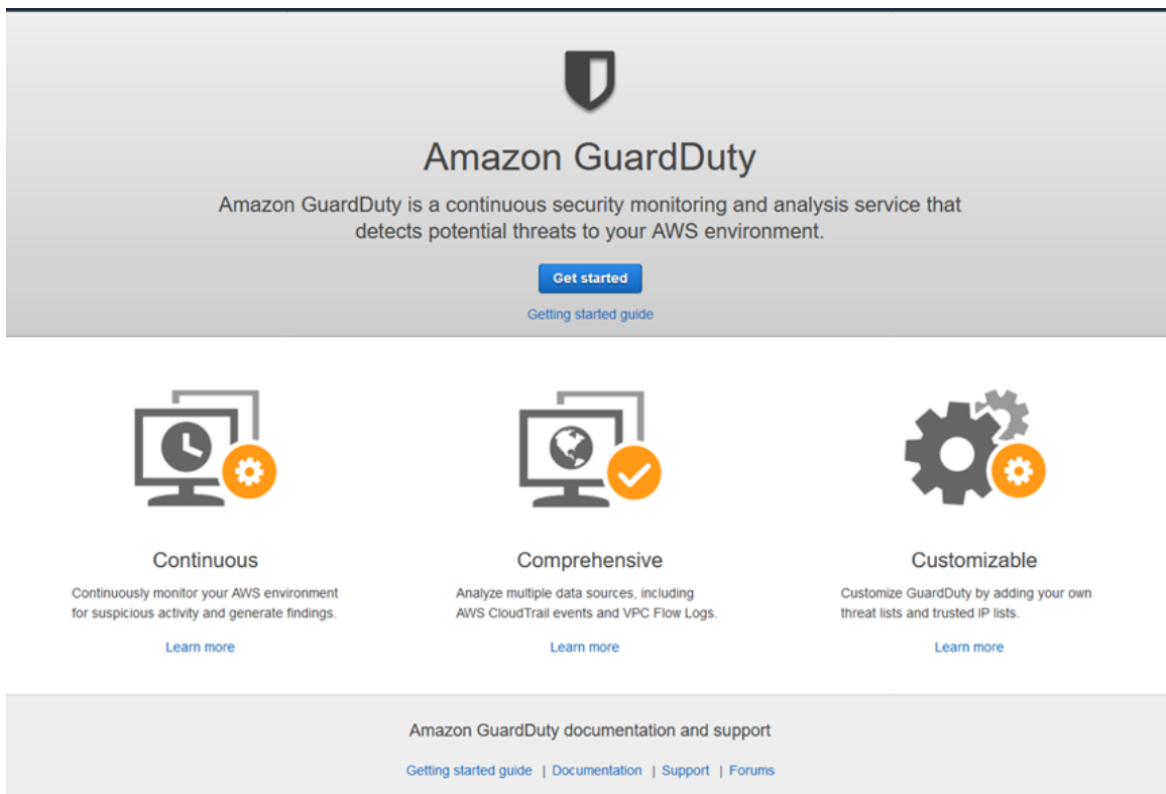 Amazon GuardDuty
Amazon GuardDuty is a continuous security monitoring and analysis service that
detects potential threats to your AWS environment.
Get started
Getting started guide
Continuous
Continuously monitor your AWS environment
for suspicious activity and generate findings.
Learn more
Comprehensive
Analyze multiple data sources, including
AWS CloudTrail events and VPC Flow Logs.
Learn more
Customizable
Customize GuardDuty by adding your own
threat lists and trusted IP lists.
Learn more
Amazon GuardDuty documentation and support
Getting started guide | Documentation | Support | Forums